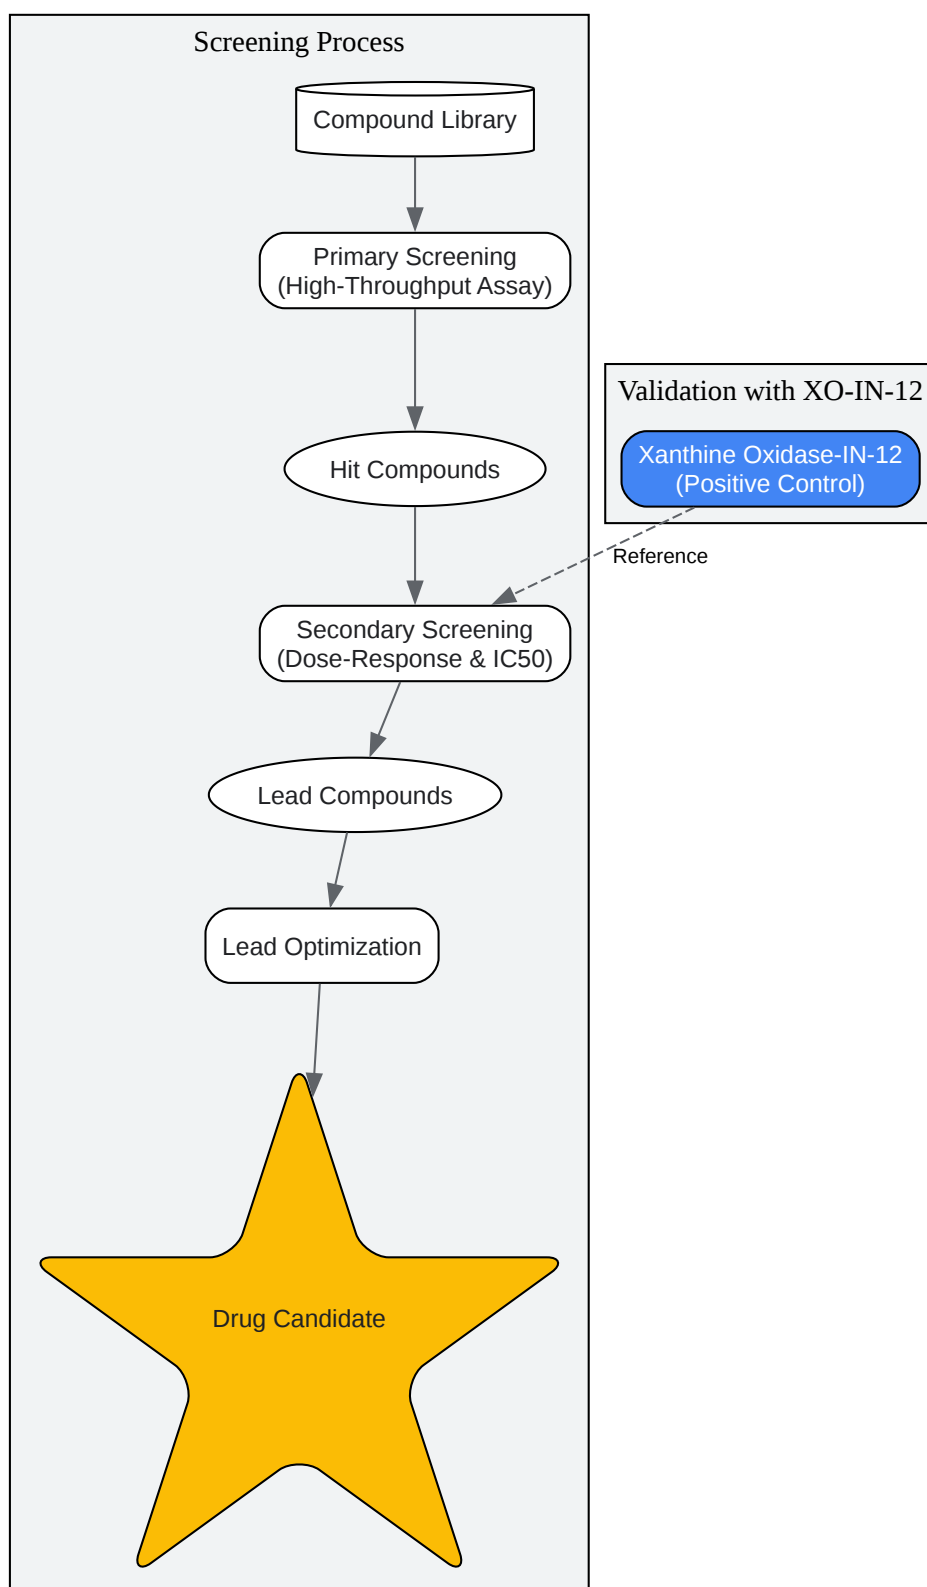 Screening Process
Compound Library
Primary Screening
(High-Throughput Assay)
Hit Compounds
Validation with XO-IN-12
Xanthine Oxidase-IN-12
(Positive Control)
Reference
Secondary Screening
(Dose-Response & IC50)
Lead Compounds
Lead Optimization
Drug Candidate